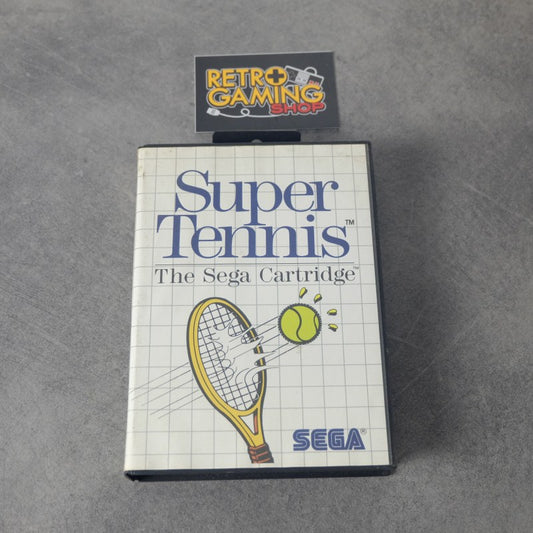 RETRO
GAMING
SHOP
Super
Tennis™
The Sega Cartridge™
SEGA®